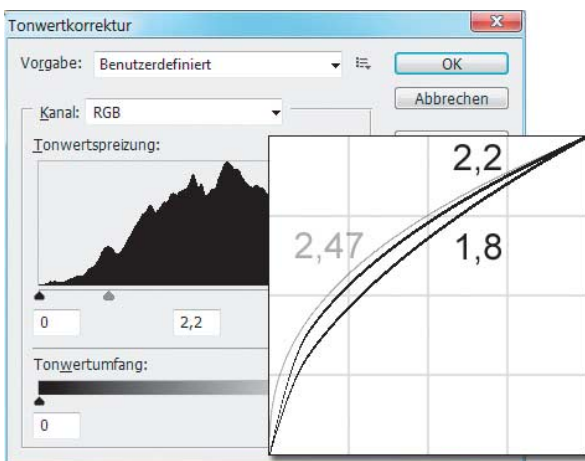 Tonwertkorrektur
Vorgabe: Benutzerdefiniert
OK
Abbrechen
Kanal: RGB
Tonwertspreizung:
2,2
2,47
1,8
0 2,2
Tonwertumfang:
0